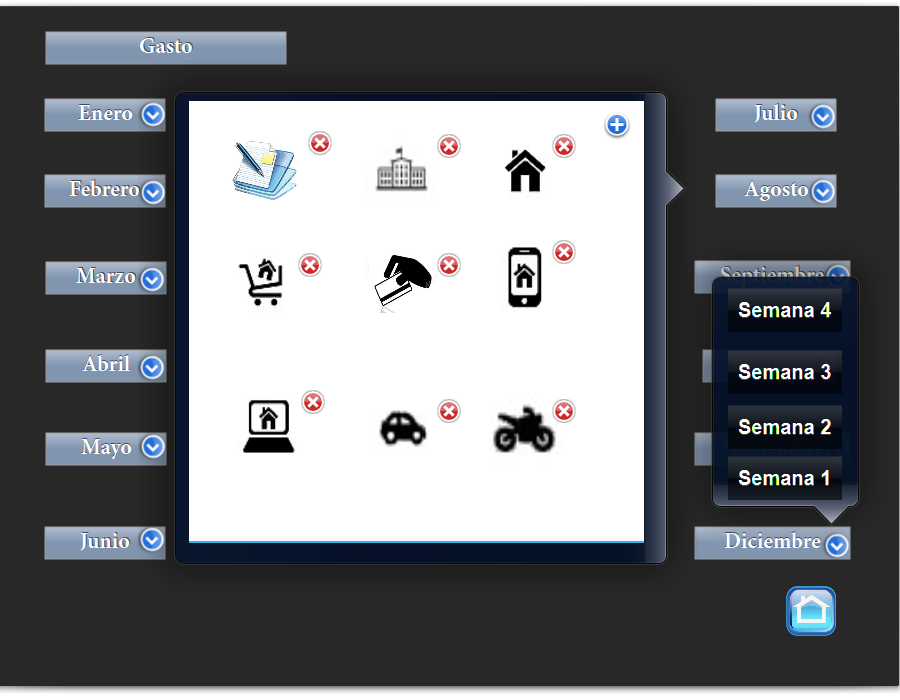 Gasto
Enero
Julio
Febrero
Agosto
Marzo
Septiembre
Semana 4
Abril
Semana 3
Mayo
Semana 2
Semana 1
Junio
Diciembre